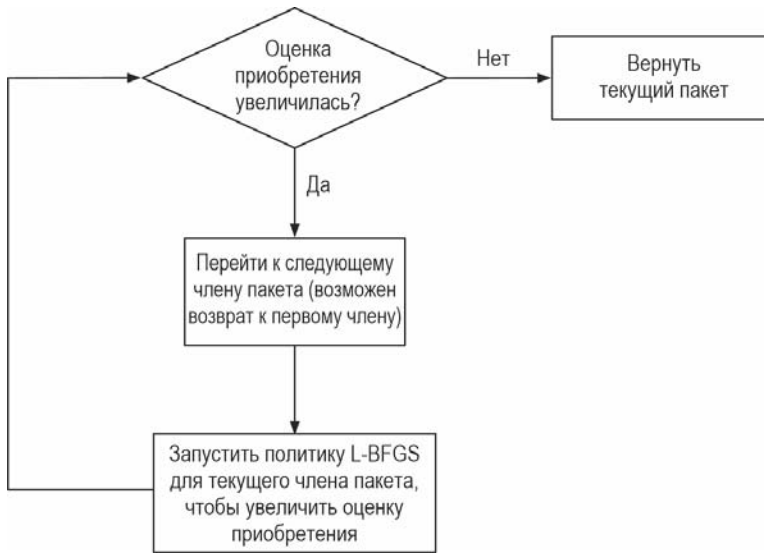 Оценка
приобретения
увеличилась?
Нет
Вернуть
текущий пакет
Да
Перейти к следующему
члену пакета (возможен
возврат к первому члену)
Запустить политику L-BFGS
для текущего члена пакета,
чтобы увеличить оценку
приобретения